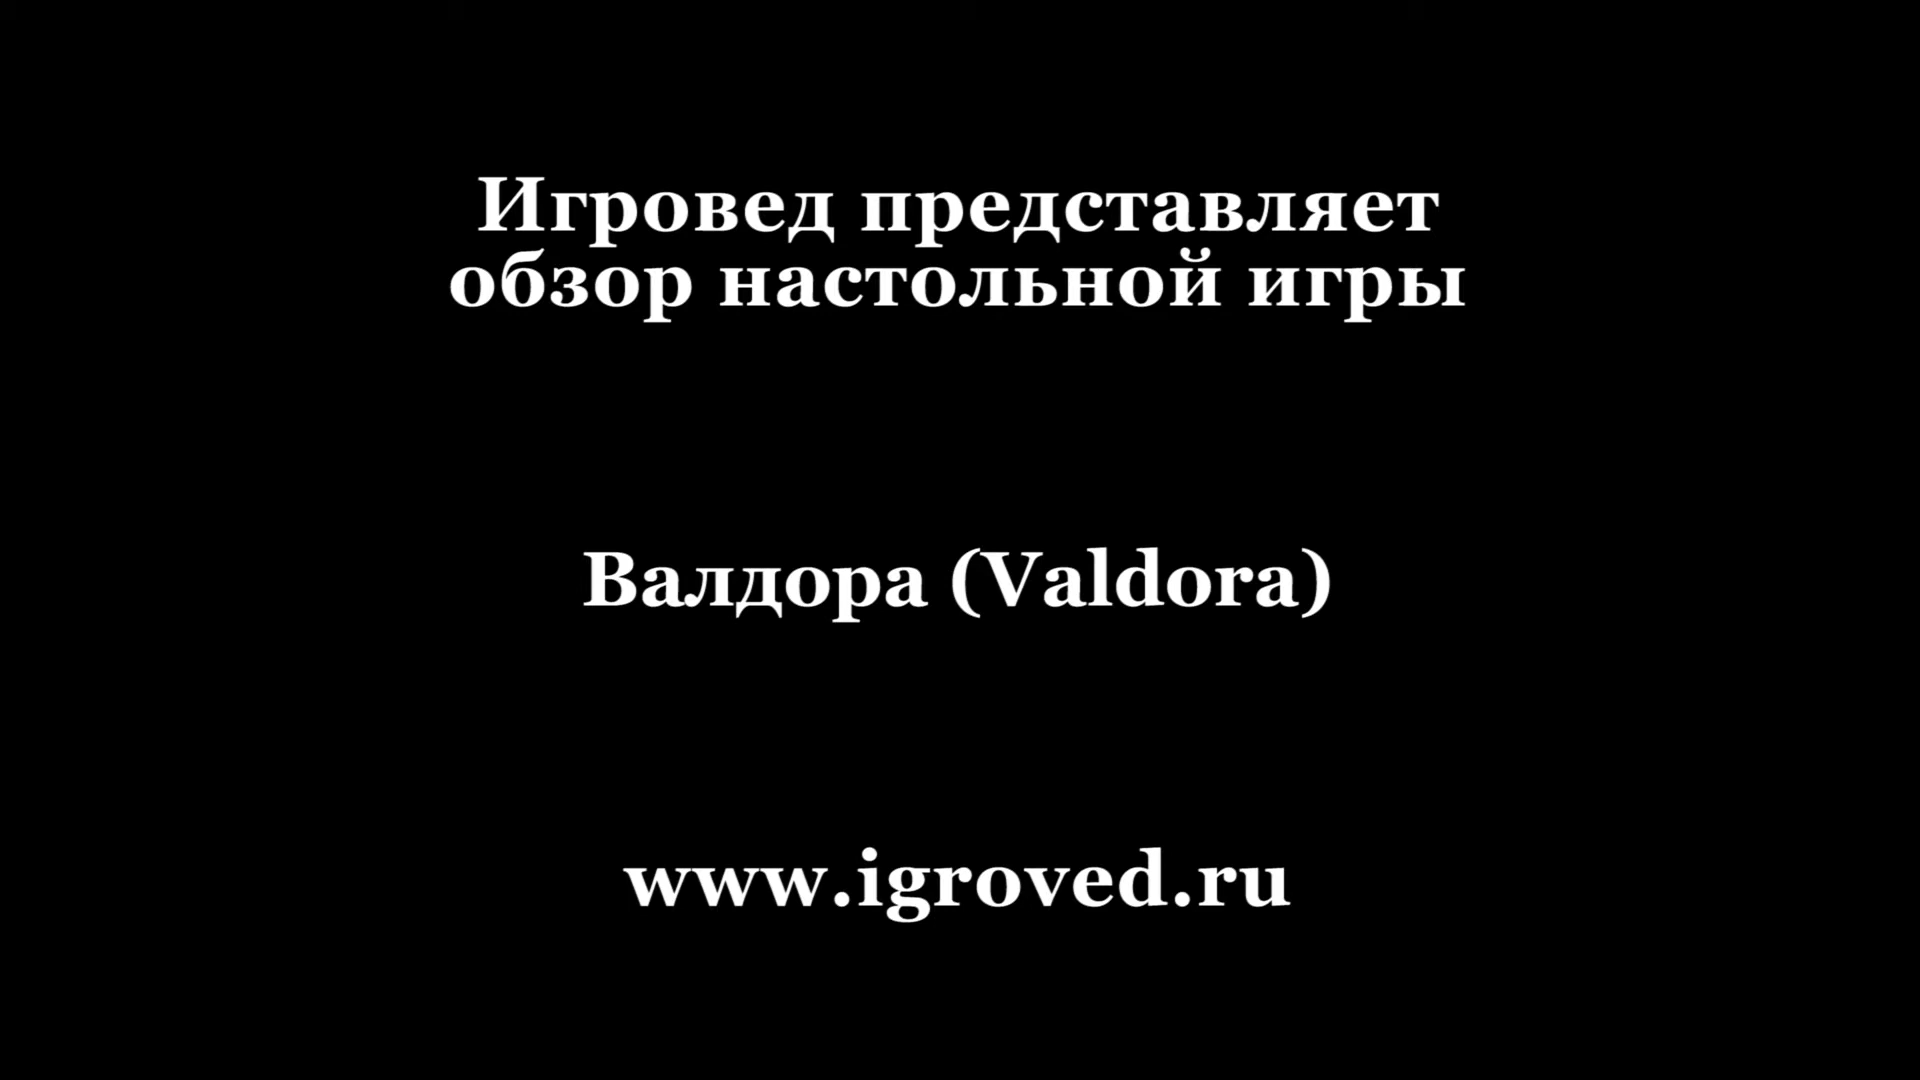 Игровед представляет
обзор настольной игры
Валдора (Valdora)
www.igroved.ru